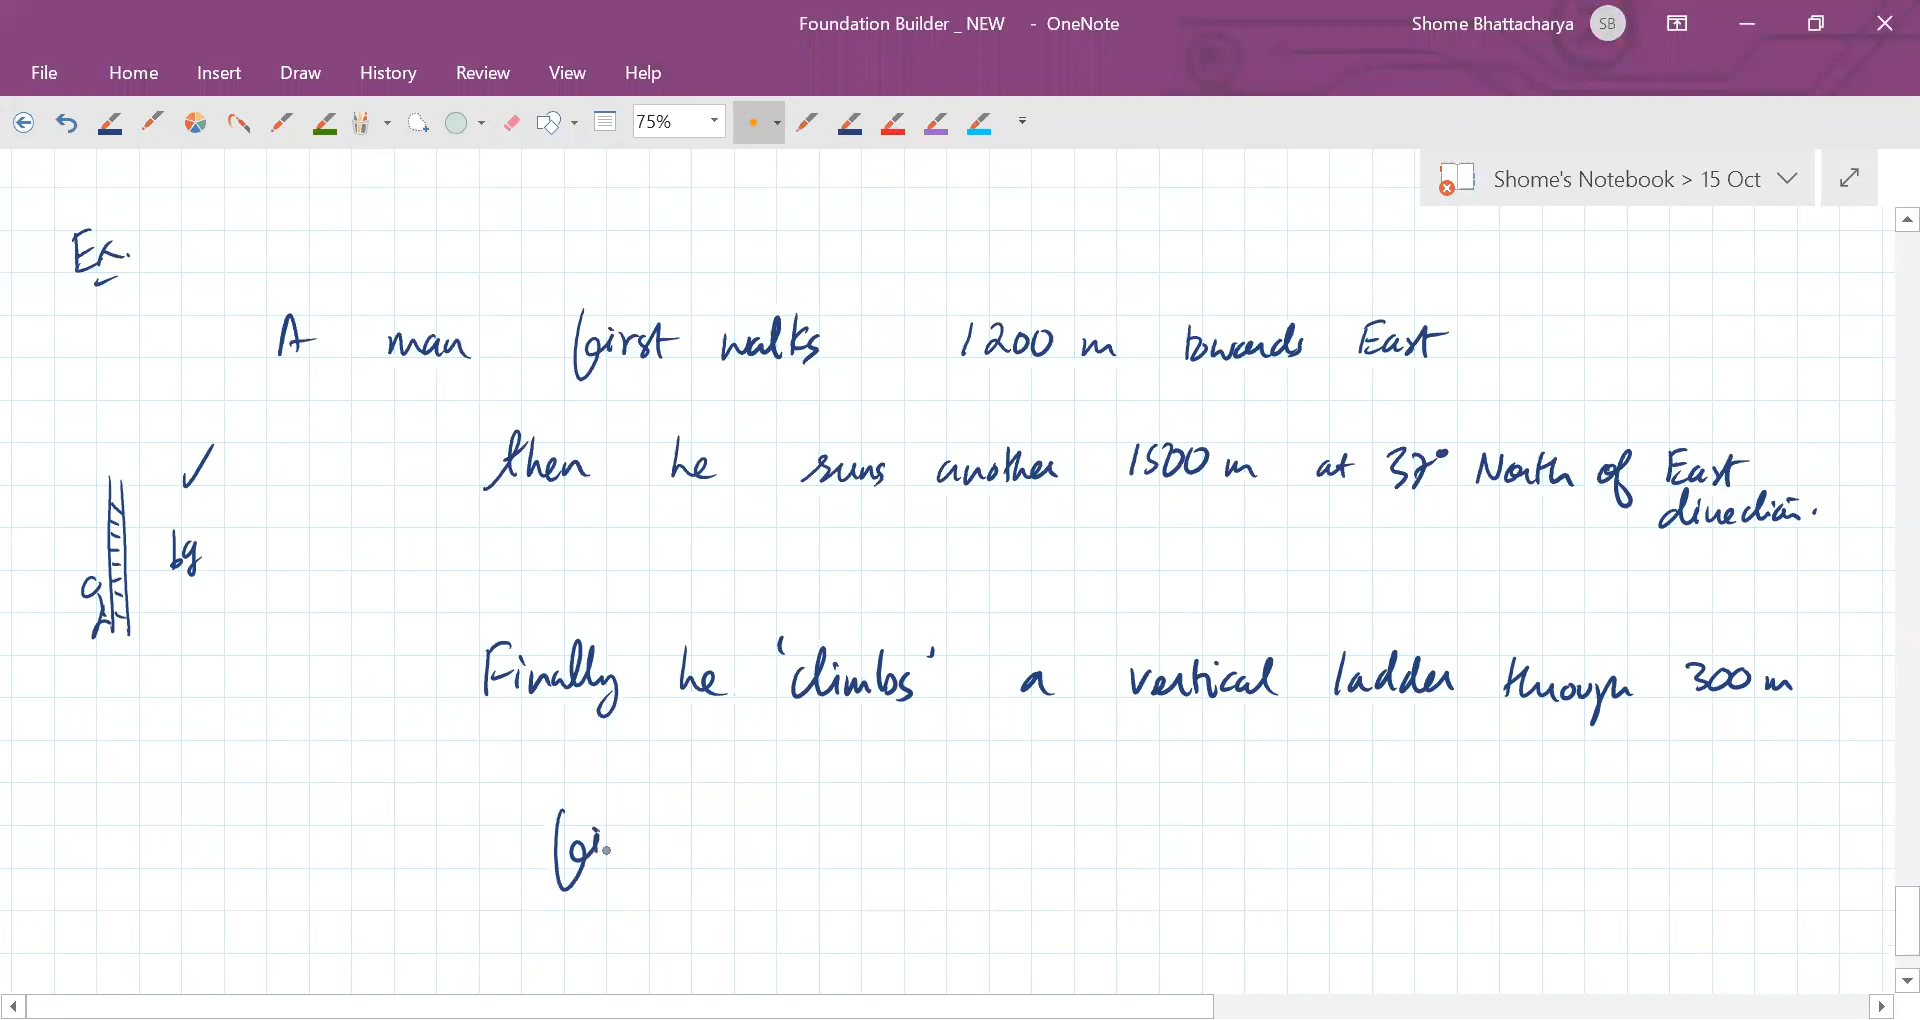 Foundation Builder _ NEW - OneNote
Shome Bhattacharya SB
File Home Insert Draw History Review View Help
75%
Shome's Notebook > 15 Oct
Ex.
A man first walks 1200 m towards East
then he runs another 1500 m at 37° North of East
direction.
by
Finally he 'climbs' a vertical ladder through 300 m
fi